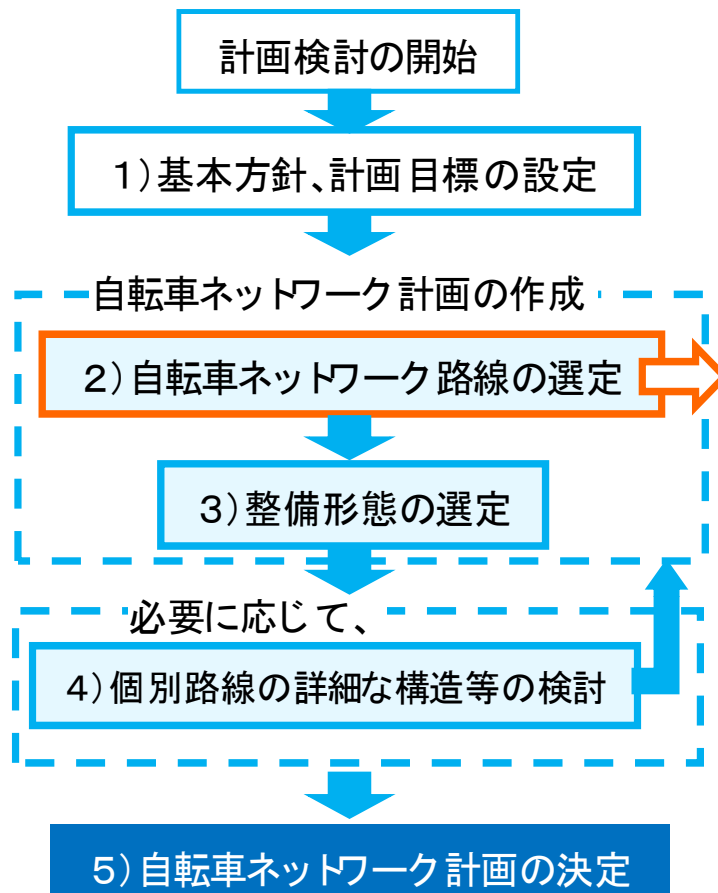 計画検討の開始
1)基本方針、計画目標の設定
自転車ネットワーク計画の作成
2)自転車ネットワーク路線の選定
3)整備形態の選定
必要に応じて、
4)個別路線の詳細な構造等の検討
5)自転車ネットワーク計画の決定